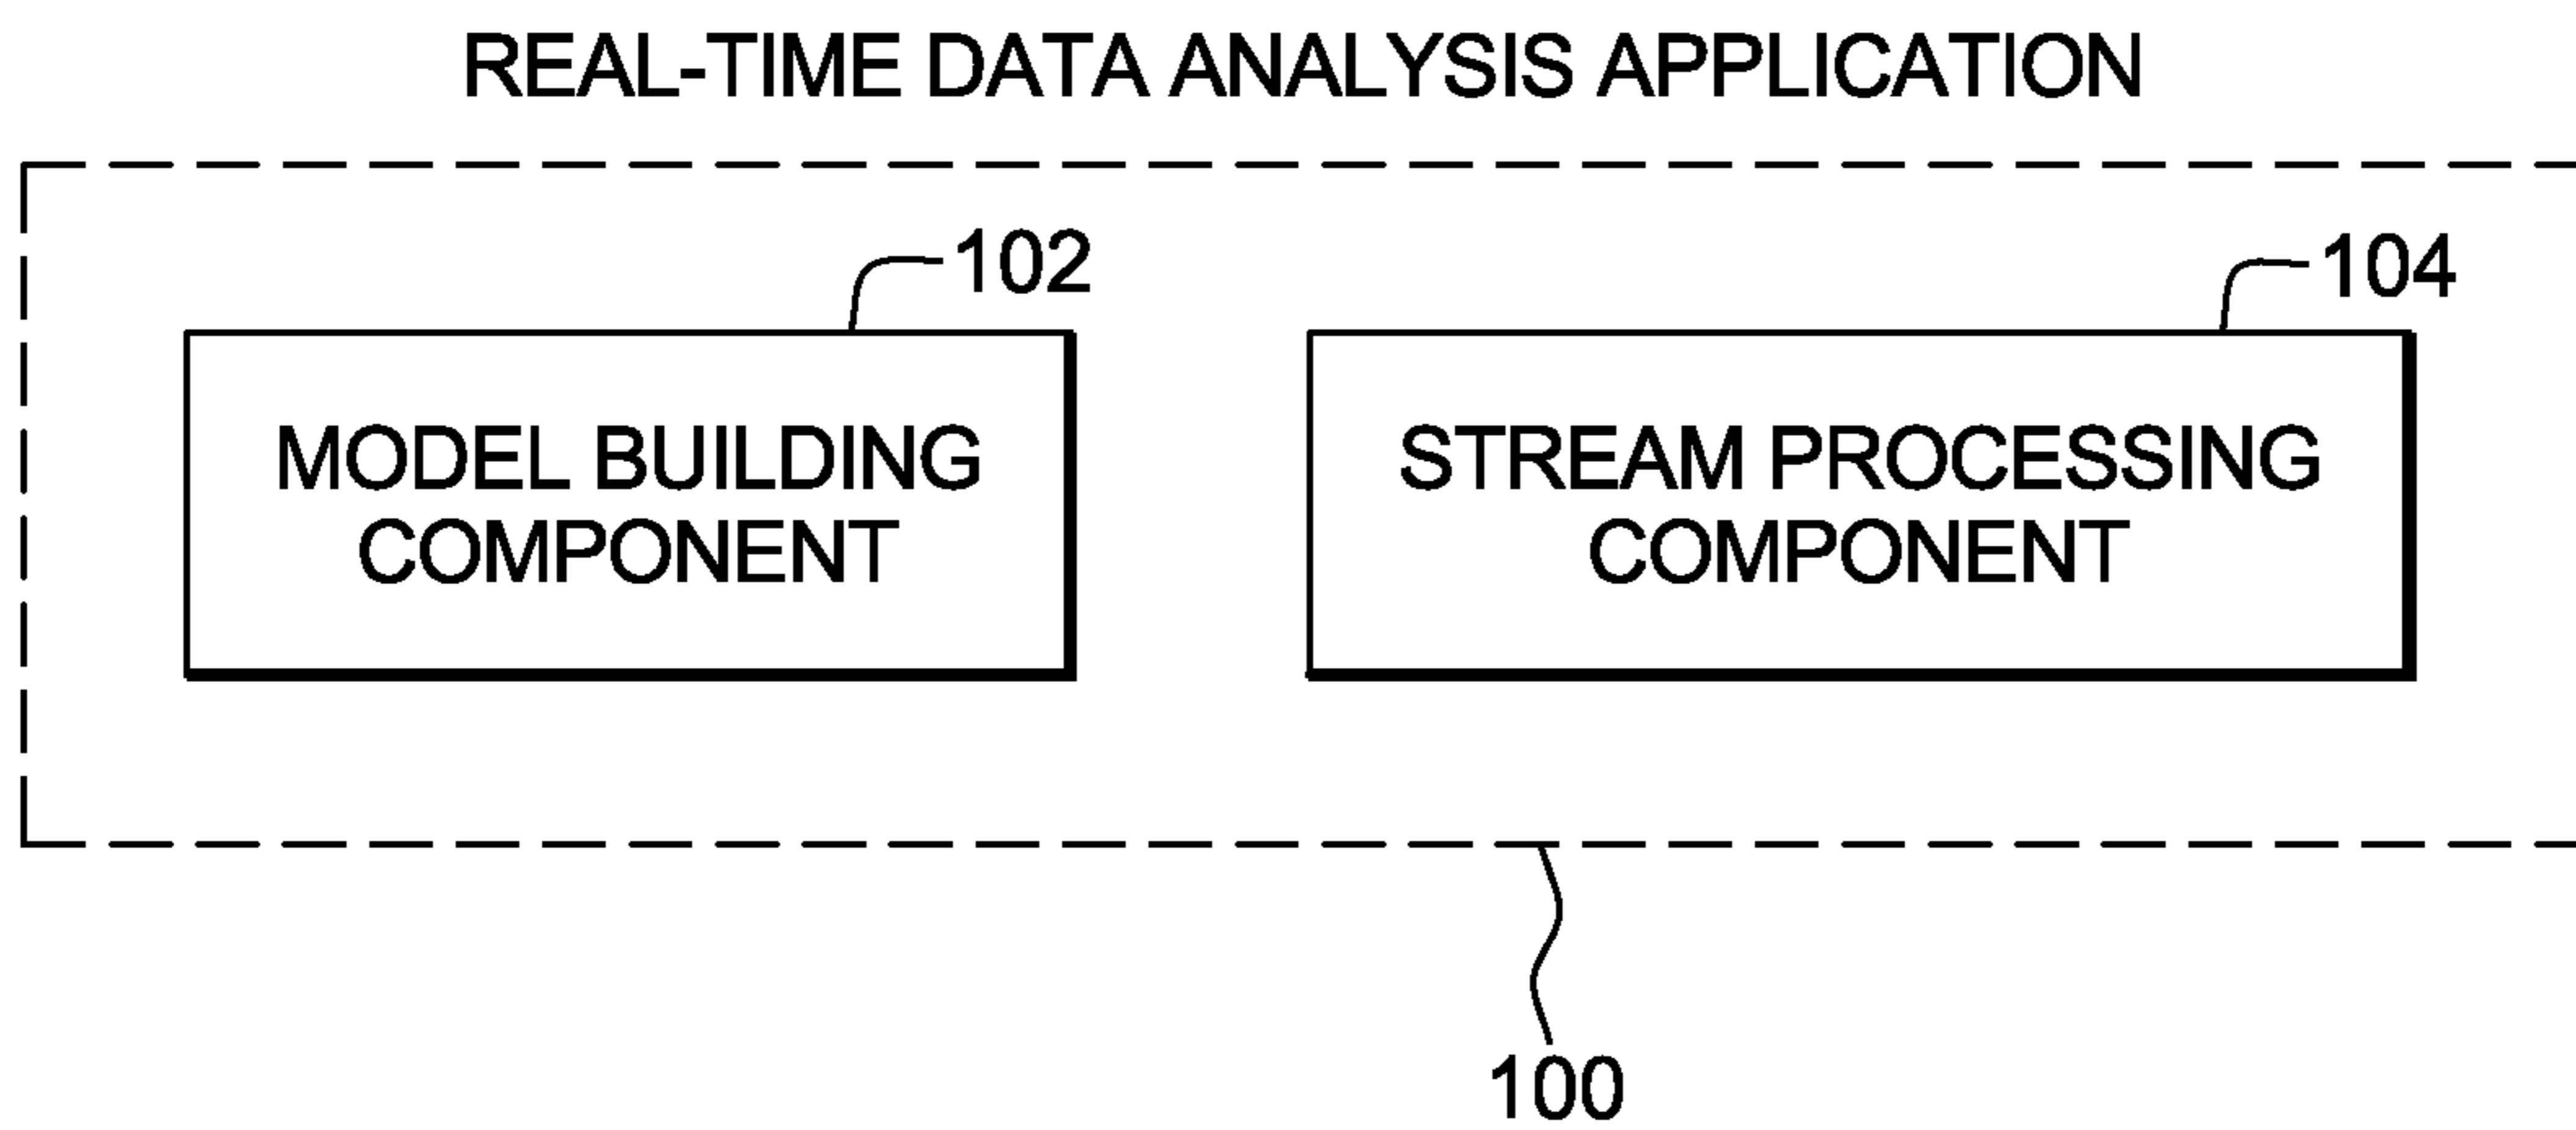 REAL-TIME DATA ANALYSIS APPLICATION
102
104
MODEL BUILDING
COMPONENT
STREAM PROCESSING
COMPONENT
100